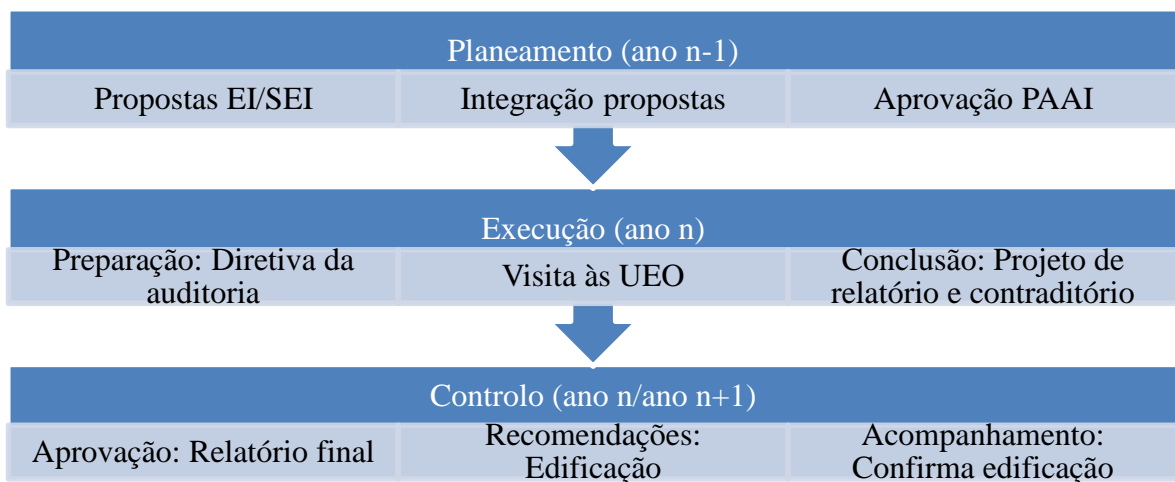 Planeamento (ano n-1)
Propostas EI/SEI
Integração propostas
Aprovação PAAI
Execução (ano n)
Preparação: Diretiva da
auditoria
Visita às UEO
Conclusão: Projeto de
relatório e contraditório
Controlo (ano n/ano n+1)
Aprovação: Relatório final
Recomendações:
Edificação
Acompanhamento:
Confirma edificação